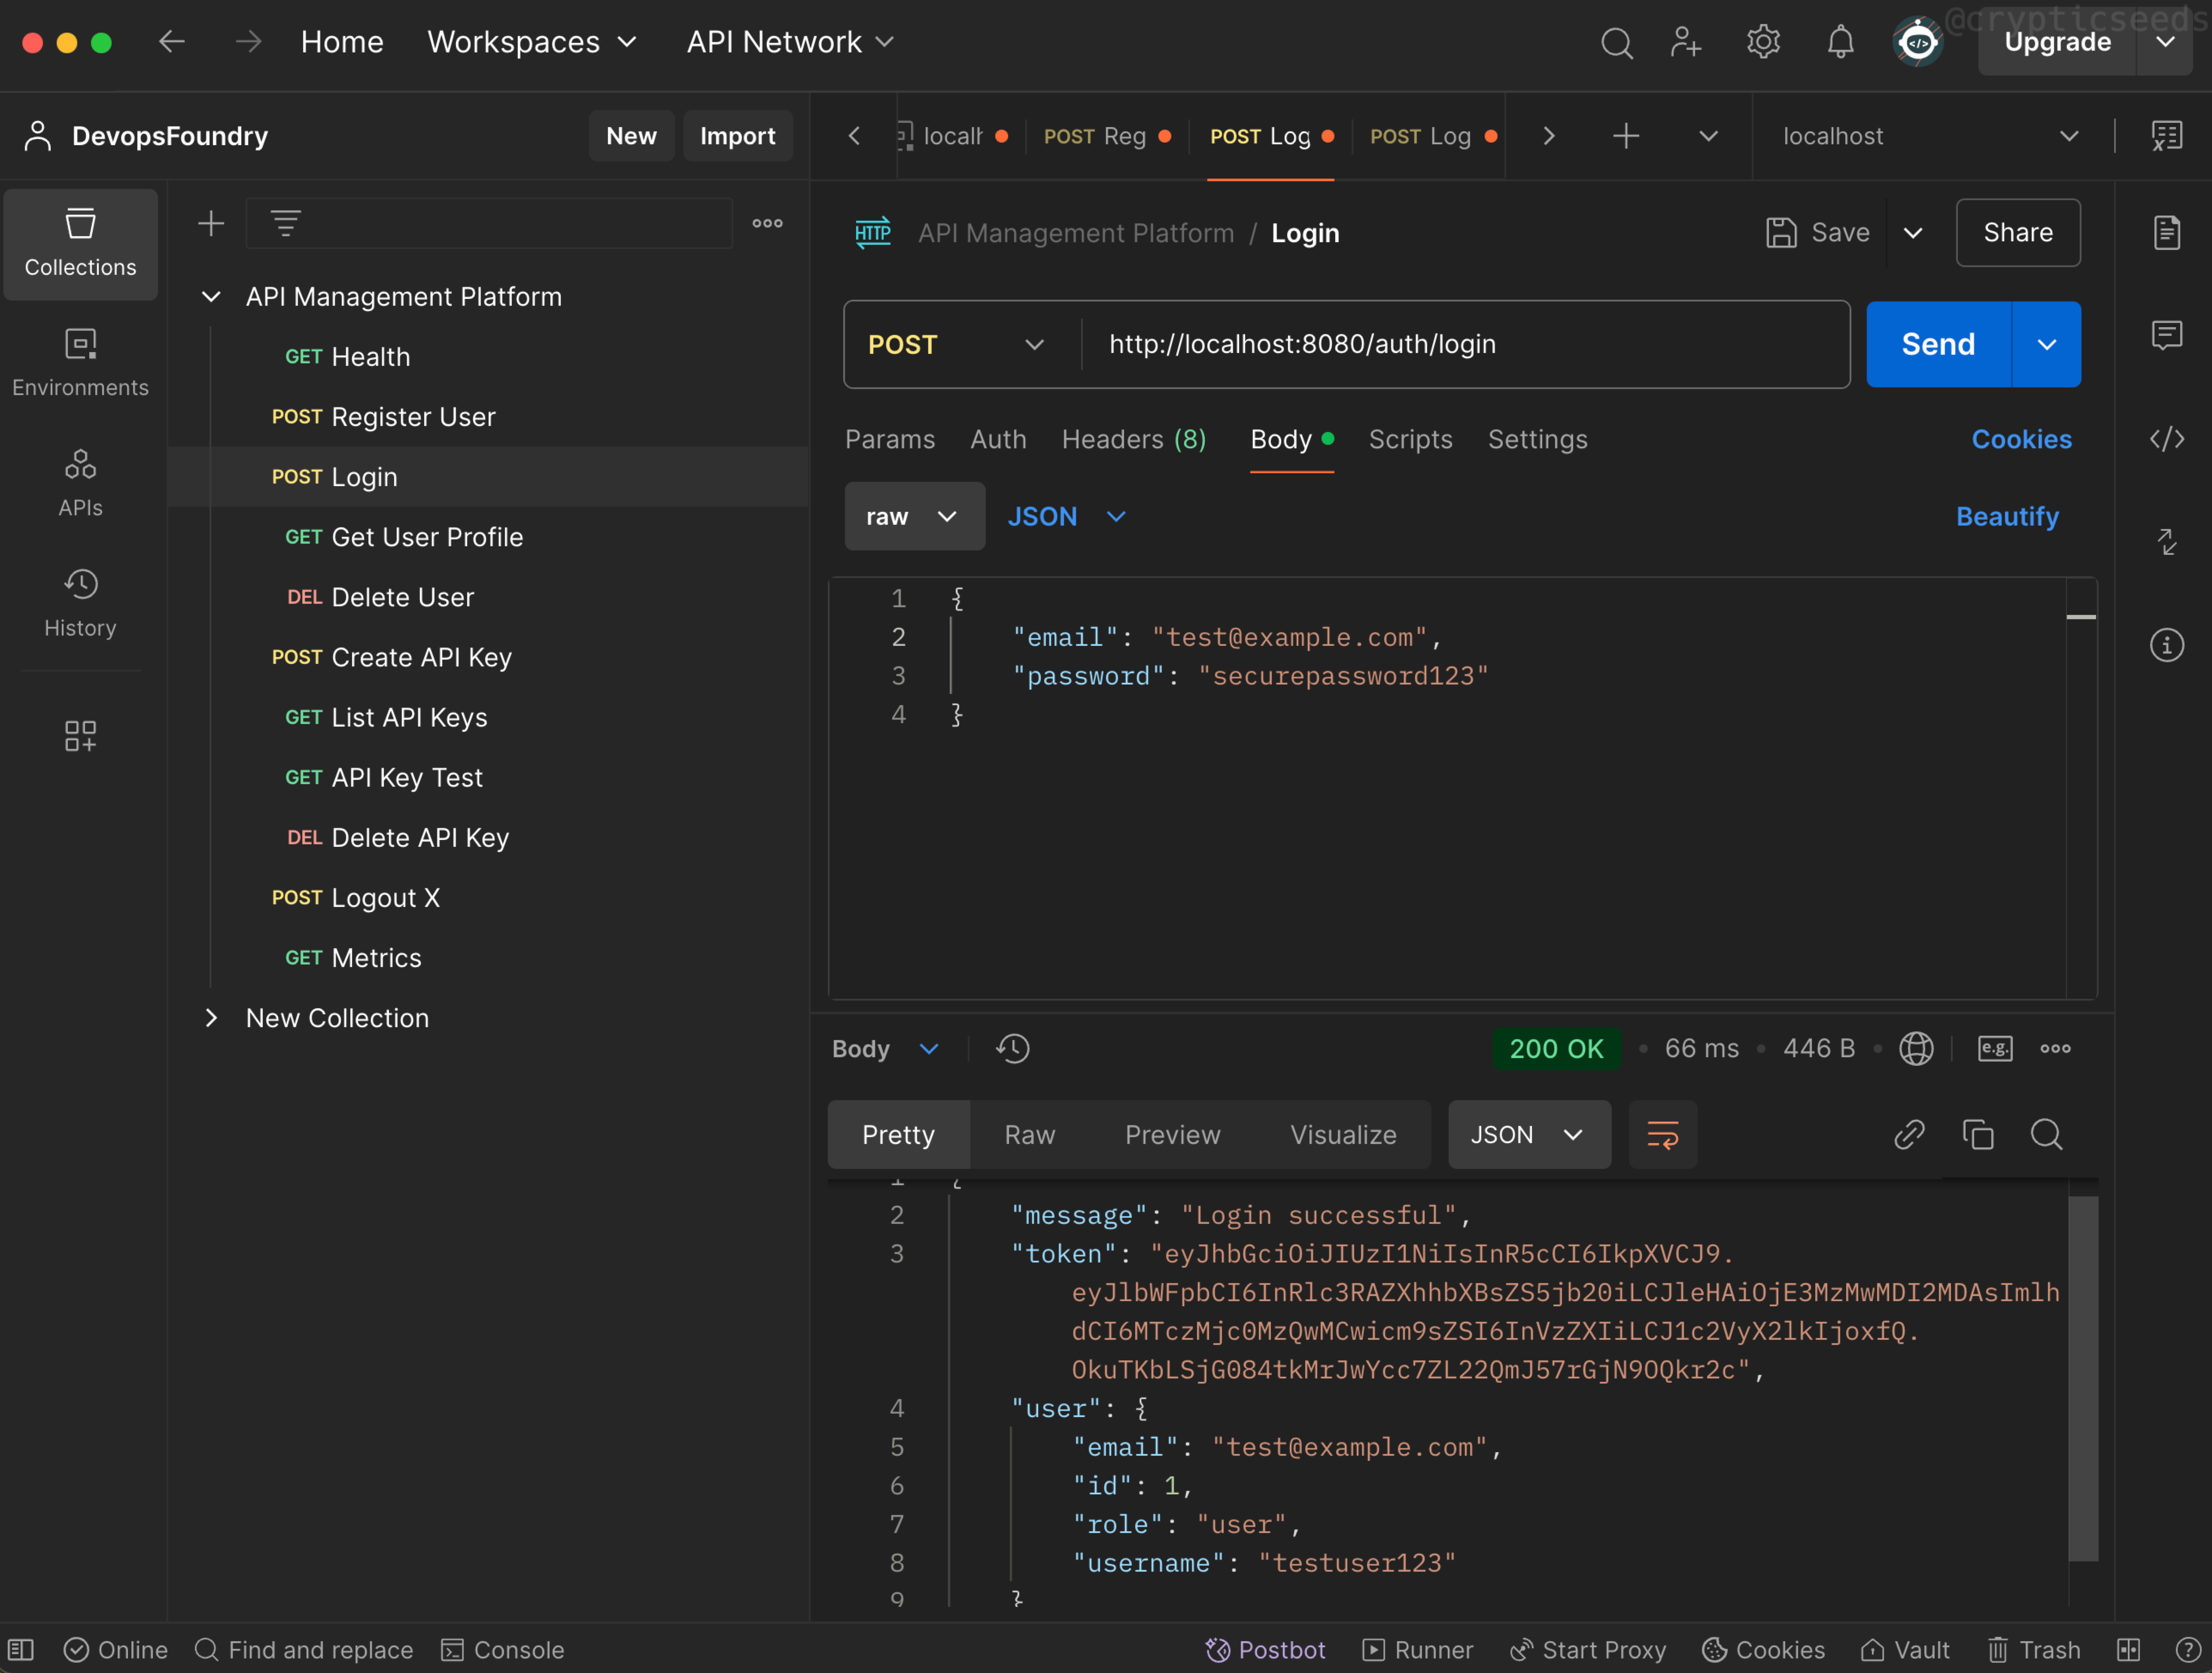 Home Workspaces API Network @crypticseeds Upgrade
DevopsFoundry New Import
locall POST Reg POST Log POST Log localhost
Collections
Environments
APIs
History
API Management Platform
GET Health
POST Register User
POST Login
GET Get User Profile
DEL Delete User
POST Create API Key
GET List API Keys
GET API Key Test
DEL Delete API Key
POST Logout X
GET Metrics
New Collection
HTTP API Management Platform / Login Save Share
POST http://localhost:8080/auth/login Send
Params Auth Headers (8) Body Scripts Settings Cookies
raw JSON Beautify
1 {
2 "email": "test@example.com",
3 "password": "securepassword123"
4 }
Body 200 OK • 66 ms • 446 B • e.g.
Pretty Raw Preview Visualize JSON
1 {
2 "message": "Login successful",
3 "token": "eyJhbGciOiJIUzI1NiIsInR5cCI6IkpXVCJ9.
eyJlbWFpbCI6InRlc3RAZXhhbXBsZS5jb20iLCJleHAiOjE3MzMwMDI2MDAsImlh
dCI6MTczMjc0MzQwMCwicm9sZSI6InVzZXIiLCJ1c2VyX2lkIjoxfQ.
OkuTKbLSjG084tkMrJwYcc7ZL22QmJ57rGjN9OQkr2c",
4 "user": {
5 "email": "test@example.com",
6 "id": 1,
7 "role": "user",
8 "username": "testuser123"
9 }
Online Find and replace Console Postbot Runner Start Proxy Cookies Vault Trash